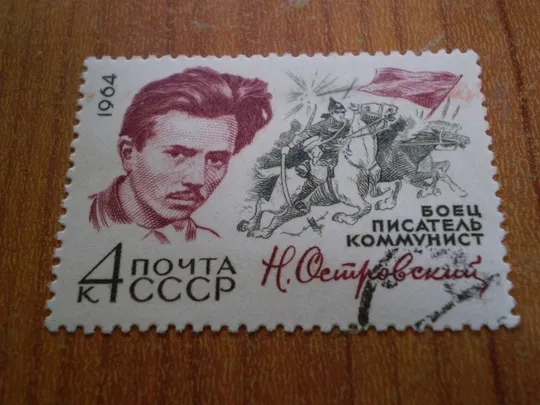 1964
БОЕЦ
ПИСАТЕЛЬ
КОММУНИСТ
4 К. ПОЧТА
СССР
Н. Островский